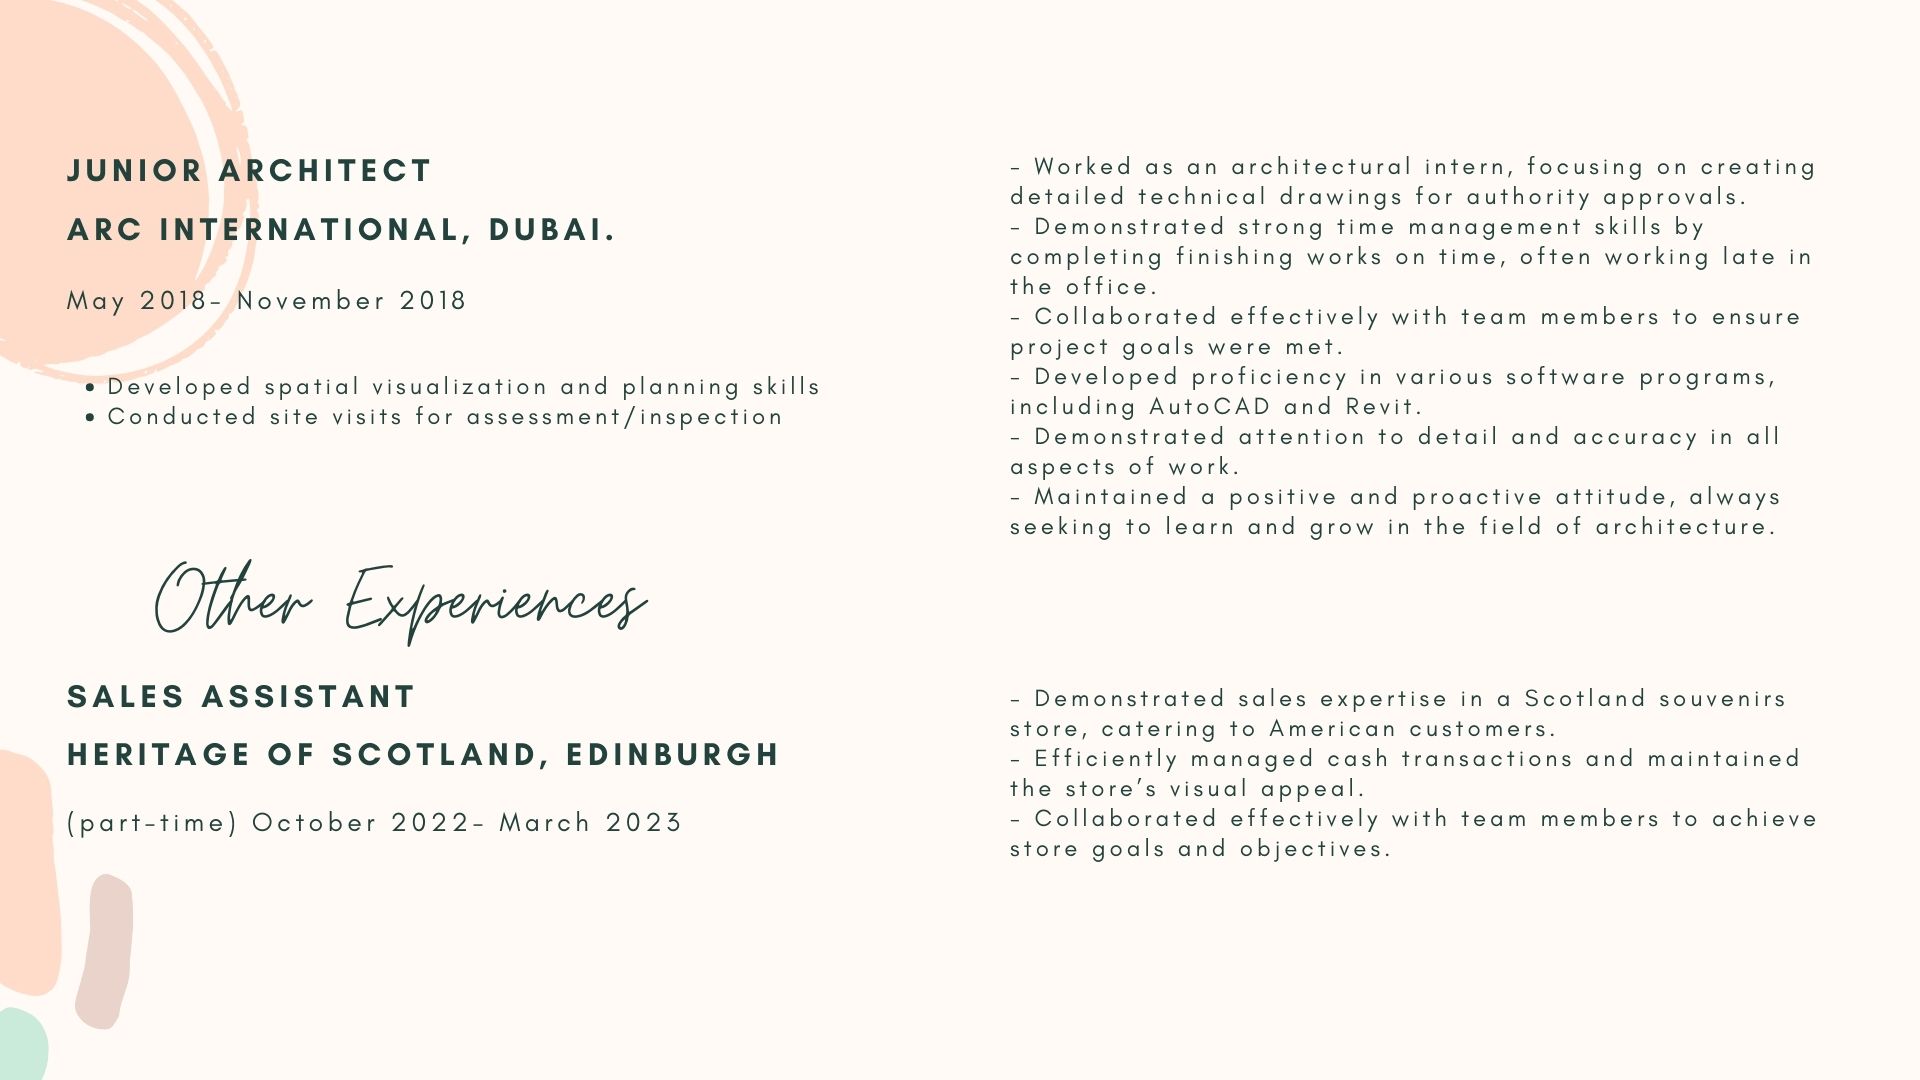 JUNIOR ARCHITECT
ARC INTERNATIONAL, DUBAI.
May 2018- November 2018
• Developed spatial visualization and planning skills
• Conducted site visits for assessment/inspection
- Worked as an architectural intern, focusing on creating
detailed technical drawings for authority approvals.
- Demonstrated strong time management skills by
completing finishing works on time, often working late in
the office.
- Collaborated effectively with team members to ensure
project goals were met.
- Developed proficiency in various software programs,
including AutoCAD and Revit.
- Demonstrated attention to detail and accuracy in all
aspects of work.
- Maintained a positive and proactive attitude, always
seeking to learn and grow in the field of architecture.
Other Experiences
SALES ASSISTANT
HERITAGE OF SCOTLAND, EDINBURGH
(part-time) October 2022- March 2023
- Demonstrated sales expertise in a Scotland souvenirs
store, catering to American customers.
- Efficiently managed cash transactions and maintained
the store’s visual appeal.
- Collaborated effectively with team members to achieve
store goals and objectives.